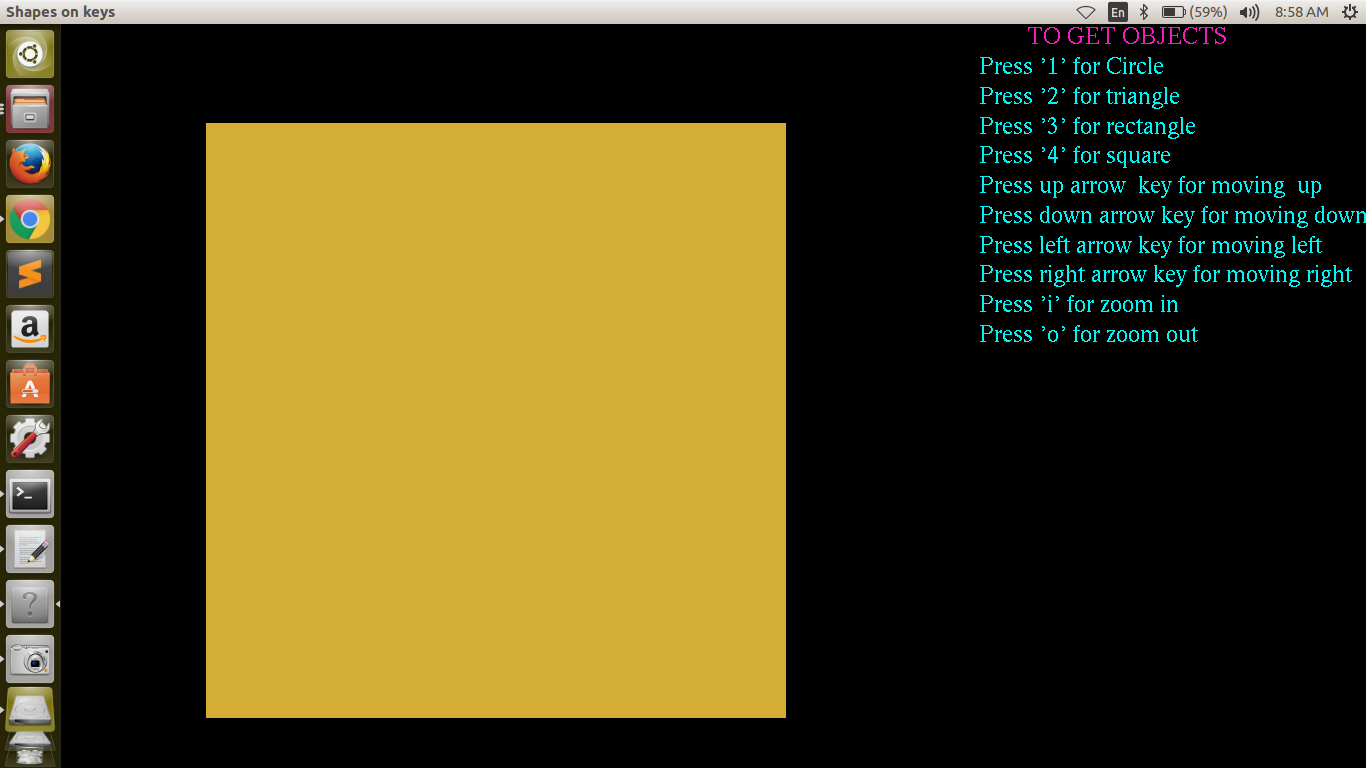 Shapes on keys
En
(59%)
8:58 AM
TO GET OBJECTS
Press ’1’ for Circle
Press ’2’ for triangle
Press ’3’ for rectangle
Press ’4’ for square
Press up arrow  key for moving  up
Press down arrow key for moving down
Press left arrow key for moving left
Press right arrow key for moving right
Press ’i’ for zoom in
Press ’o’ for zoom out
a
A
>_
?